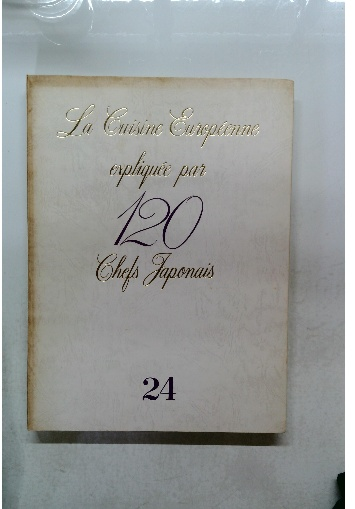 La Cuisine Européenne
expliquée par
120
Chefs Japonais
24